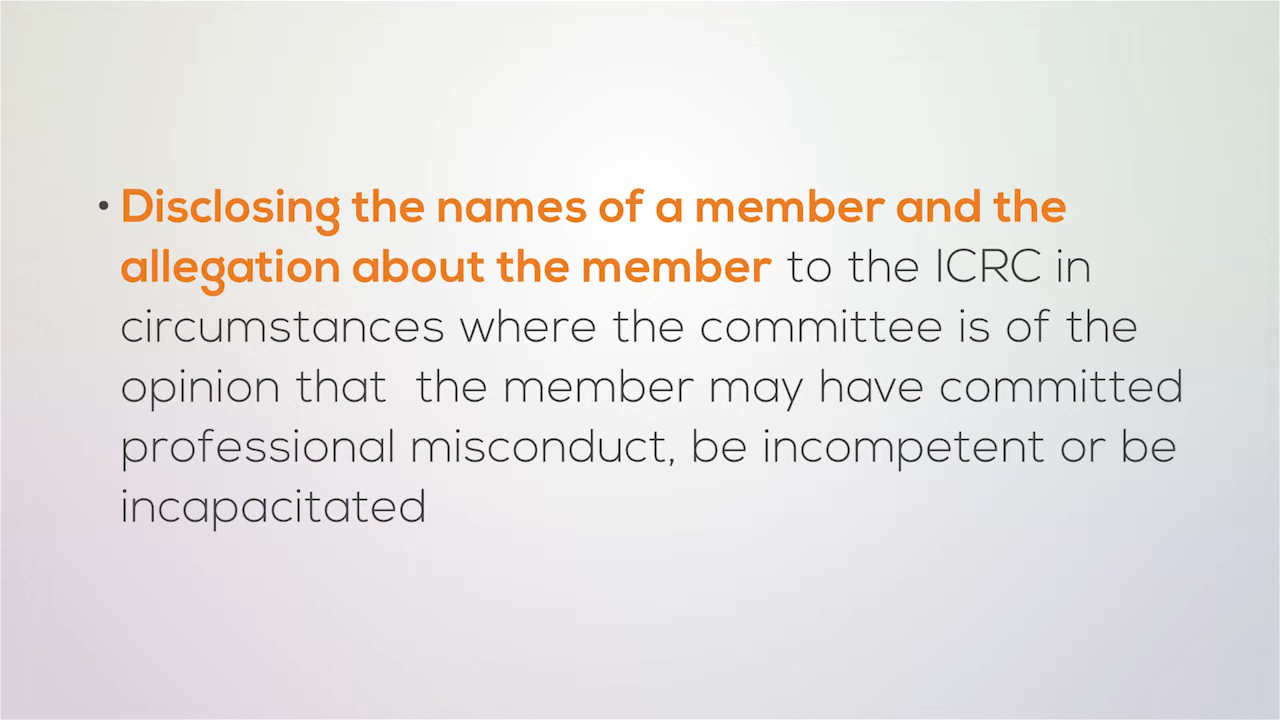 • Disclosing the names of a member and the
allegation about the member to the ICRC in
circumstances where the committee is of the
opinion that  the member may have committed
professional misconduct, be incompetent or be
incapacitated